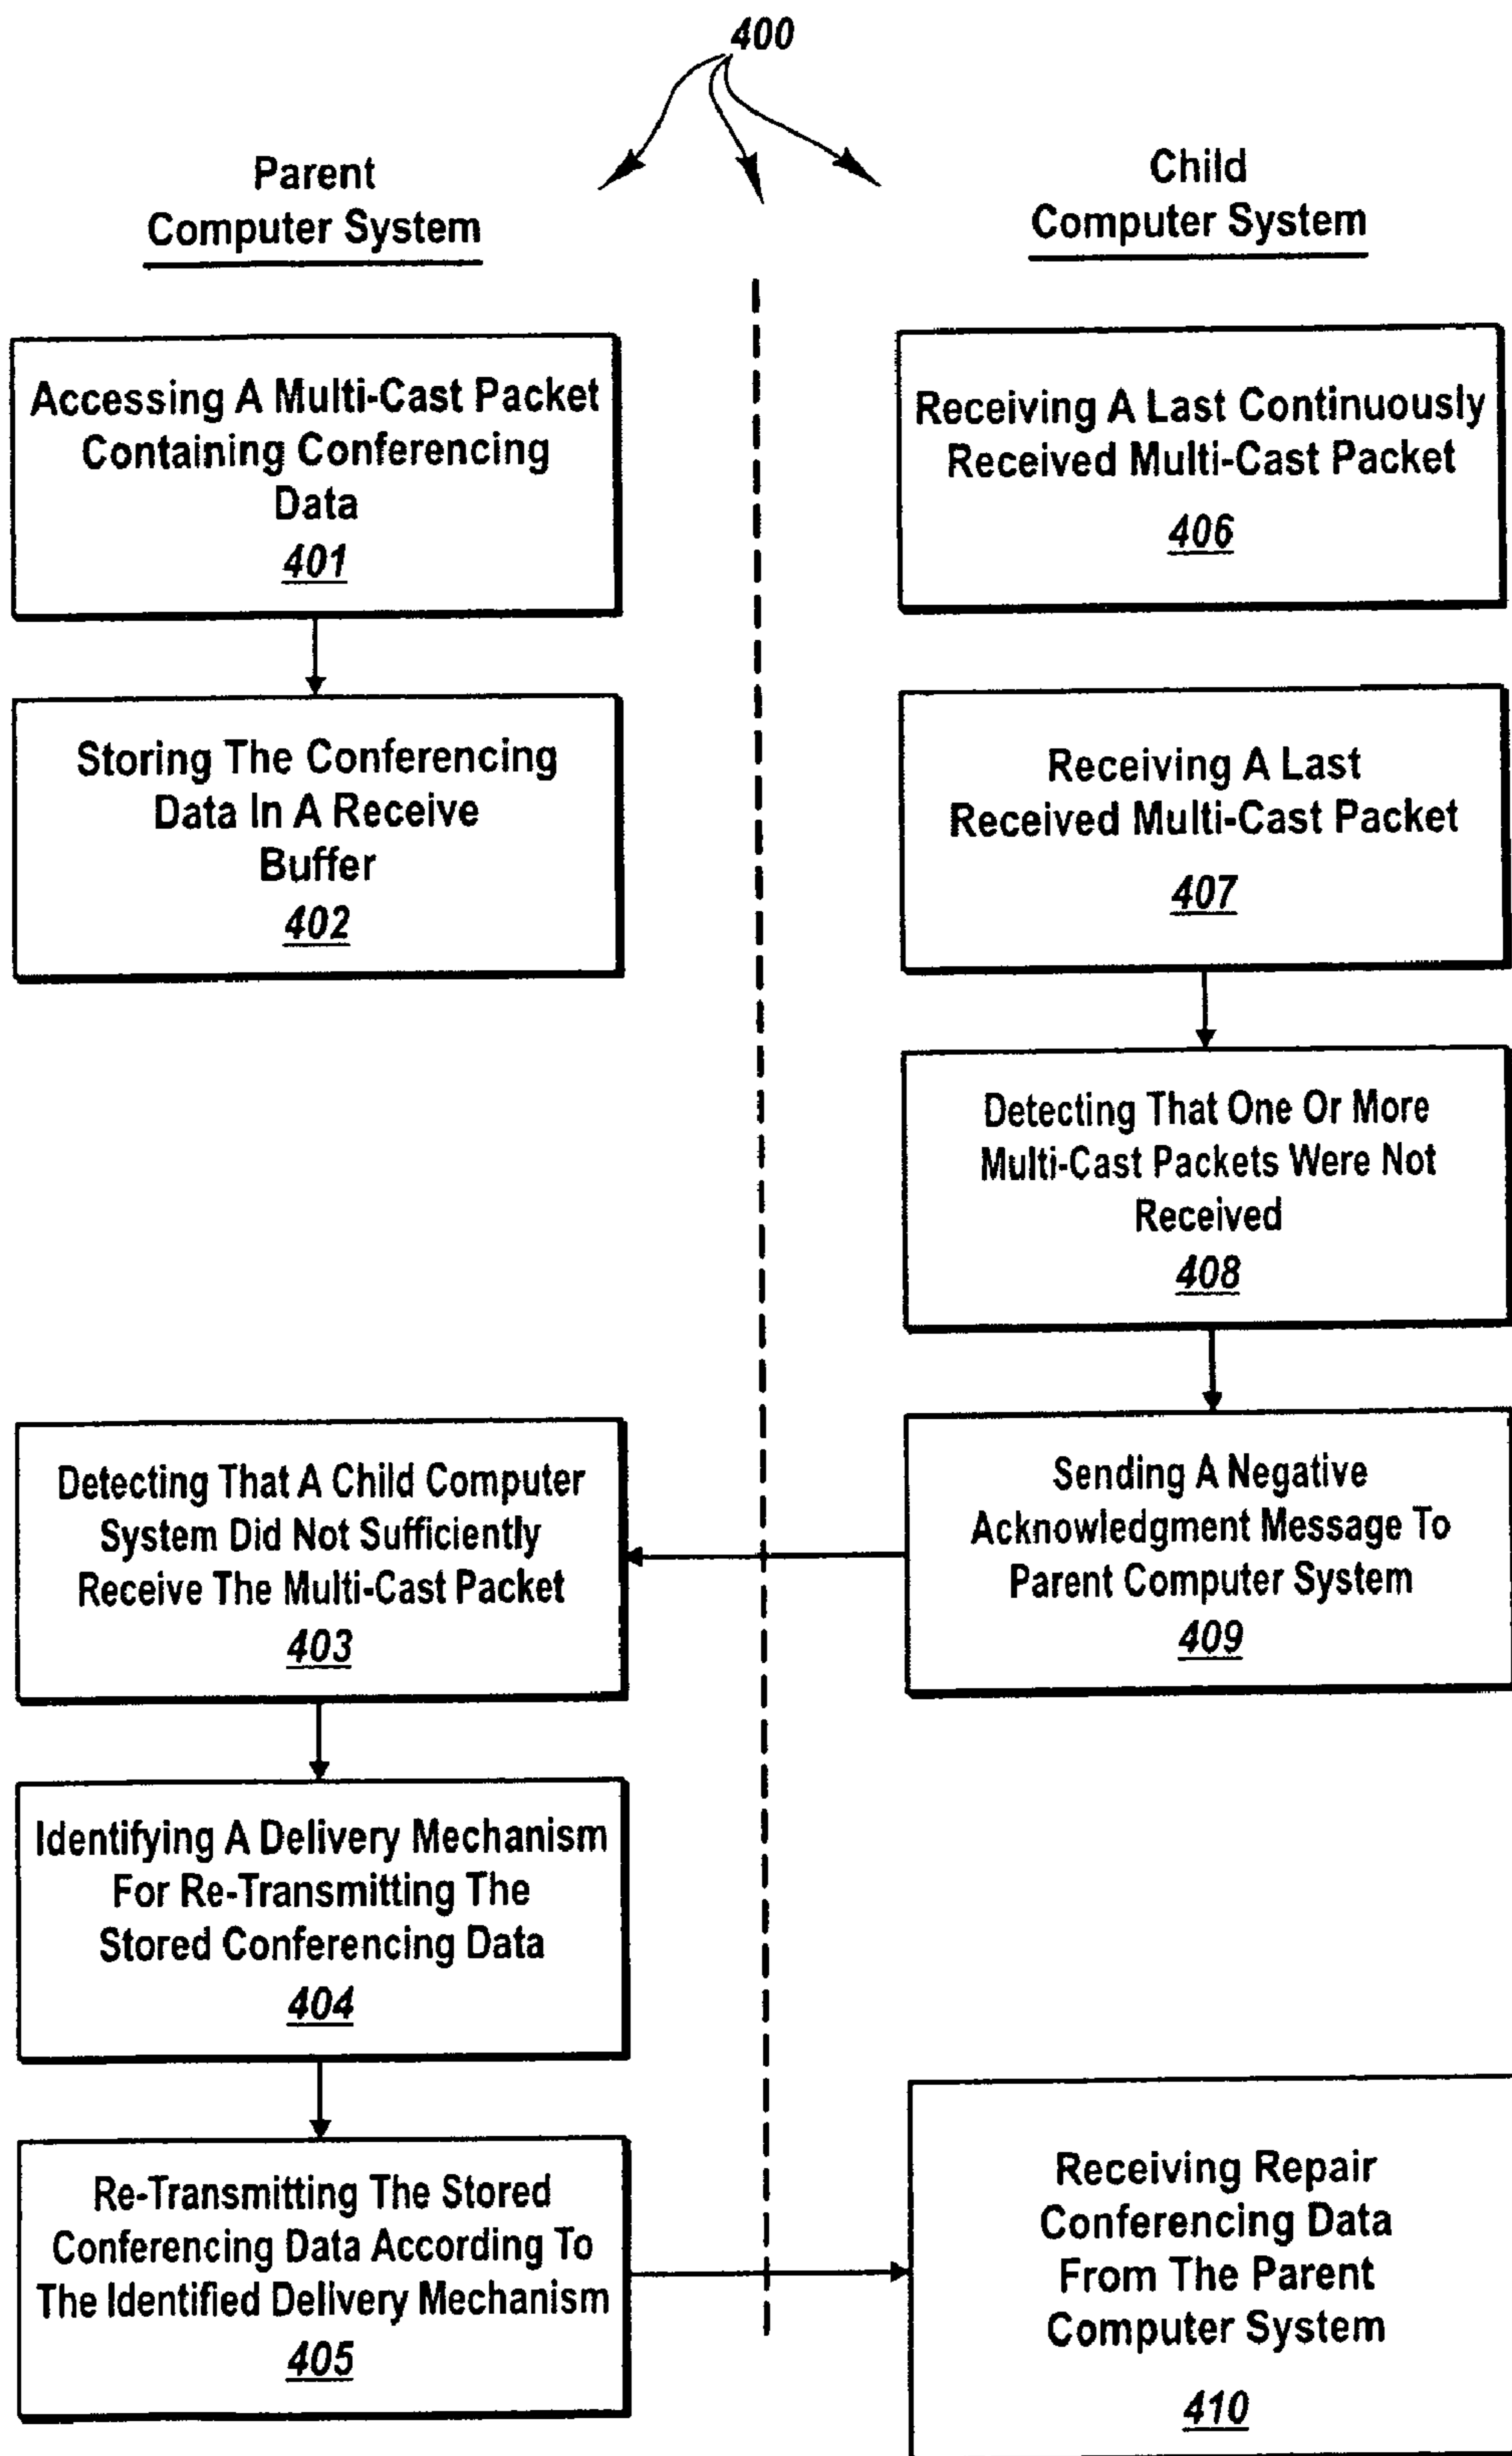 400
Parent
Computer System
Child
Computer System
Accessing A Multi-Cast Packet
Containing Conferencing
Data
401
Storing The Conferencing
Data In A Receive
Buffer
402
Receiving A Last Continuously
Received Multi-Cast Packet
406
Receiving A Last
Received Multi-Cast Packet
407
Detecting That One Or More
Multi-Cast Packets Were Not
Received
408
Sending A Negative
Acknowledgment Message To
Parent Computer System
409
Detecting That A Child Computer
System Did Not Sufficiently
Receive The Multi-Cast Packet
403
Identifying A Delivery Mechanism
For Re-Transmitting The
Stored Conferencing Data
404
Re-Transmitting The Stored
Conferencing Data According To
The Identified Delivery Mechanism
405
Receiving Repair
Conferencing Data
From The Parent
Computer System
410